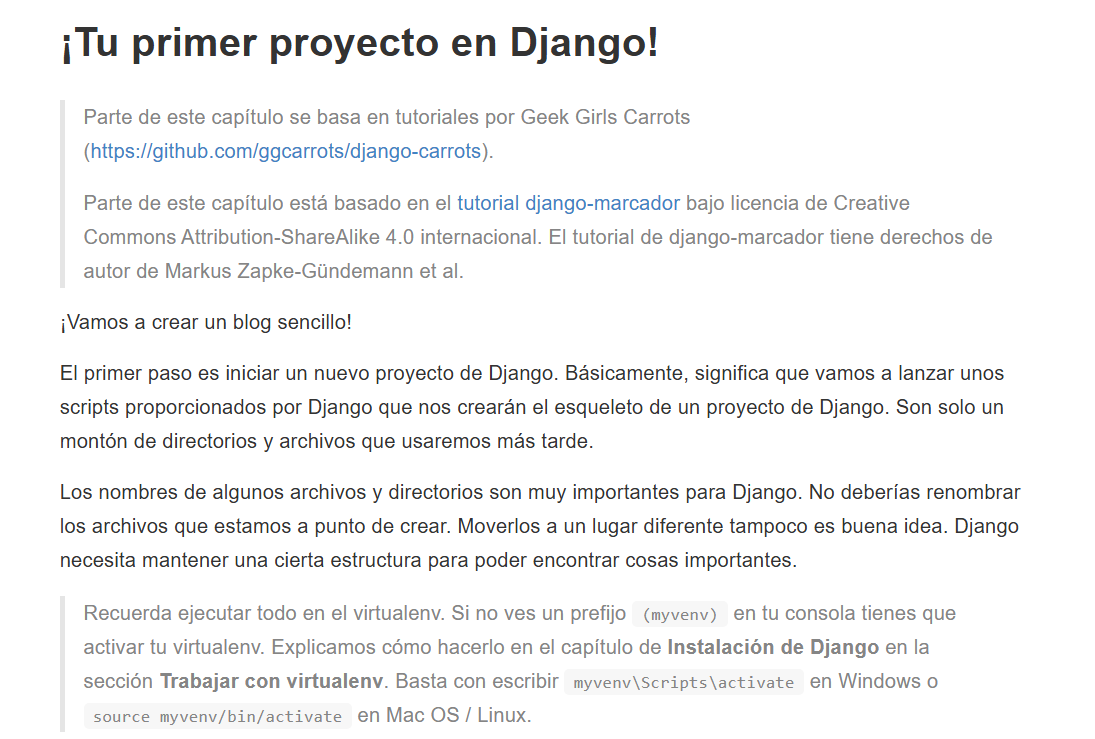 ¡Tu primer proyecto en Django!
Parte de este capítulo se basa en tutoriales por Geek Girls Carrots
(https://github.com/ggcarrots/django-carrots).
Parte de este capítulo está basado en el tutorial django-marcador bajo licencia de Creative
Commons Attribution-ShareAlike 4.0 internacional. El tutorial de django-marcador tiene derechos de
autor de Markus Zapke-Gündemann et al.
¡Vamos a crear un blog sencillo!
El primer paso es iniciar un nuevo proyecto de Django. Básicamente, significa que vamos a lanzar unos
scripts proporcionados por Django que nos crearán el esqueleto de un proyecto de Django. Son solo un
montón de directorios y archivos que usaremos más tarde.
Los nombres de algunos archivos y directorios son muy importantes para Django. No deberías renombrar
los archivos que estamos a punto de crear. Moverlos a un lugar diferente tampoco es buena idea. Django
necesita mantener una cierta estructura para poder encontrar cosas importantes.
Recuerda ejecutar todo en el virtualenv. Si no ves un prefijo (myvenv) en tu consola tienes que
activar tu virtualenv. Explicamos cómo hacerlo en el capítulo de Instalación de Django en la
sección Trabajar con virtualenv. Basta con escribir myvenv\Scripts\activate en Windows o
source myvenv/bin/activate en Mac OS / Linux.